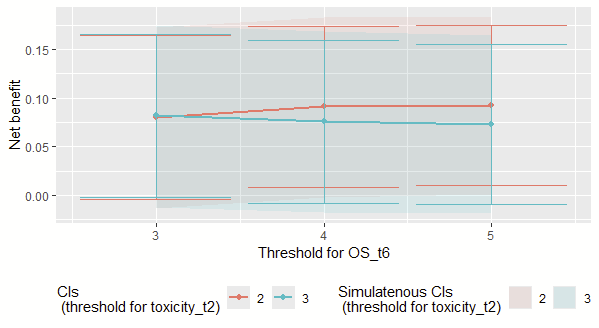 0.15
0.10
0.05
0.00
Net benefit
3 4 5
Threshold for OS_t6
CIs
(threshold for toxicity_t2)
2 3
Simulatenous CIs
(threshold for toxicity_t2)
2 3